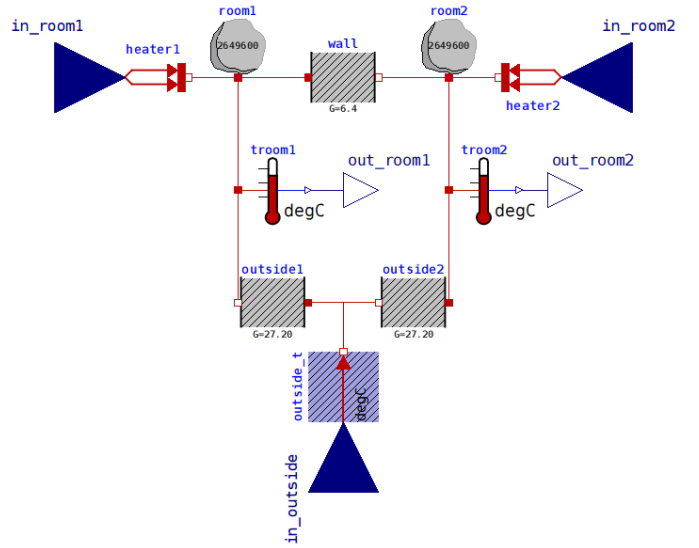 room1
room2
in_room1
in_room2
heater1
2649600
wall
2649600
heater2
G=6.4
troom1
troom2
out_room1
out_room2
degC
degC
outside1
outside2
G=27.20
G=27.20
outside_t
degC
in_outside